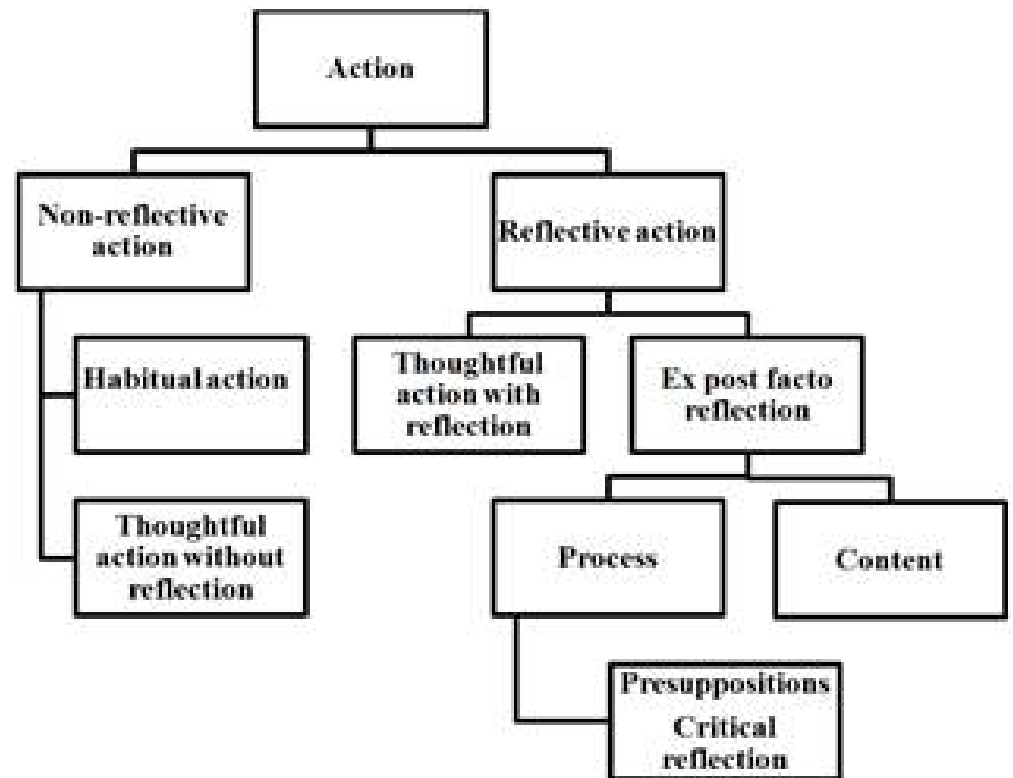 Action
Non-reflective
action
Reflective action
Habitual action
Thoughtful
action with
reflection
Ex post facto
reflection
Thoughtful
action without
reflection
Process
Content
Presuppositions
Critical
reflection